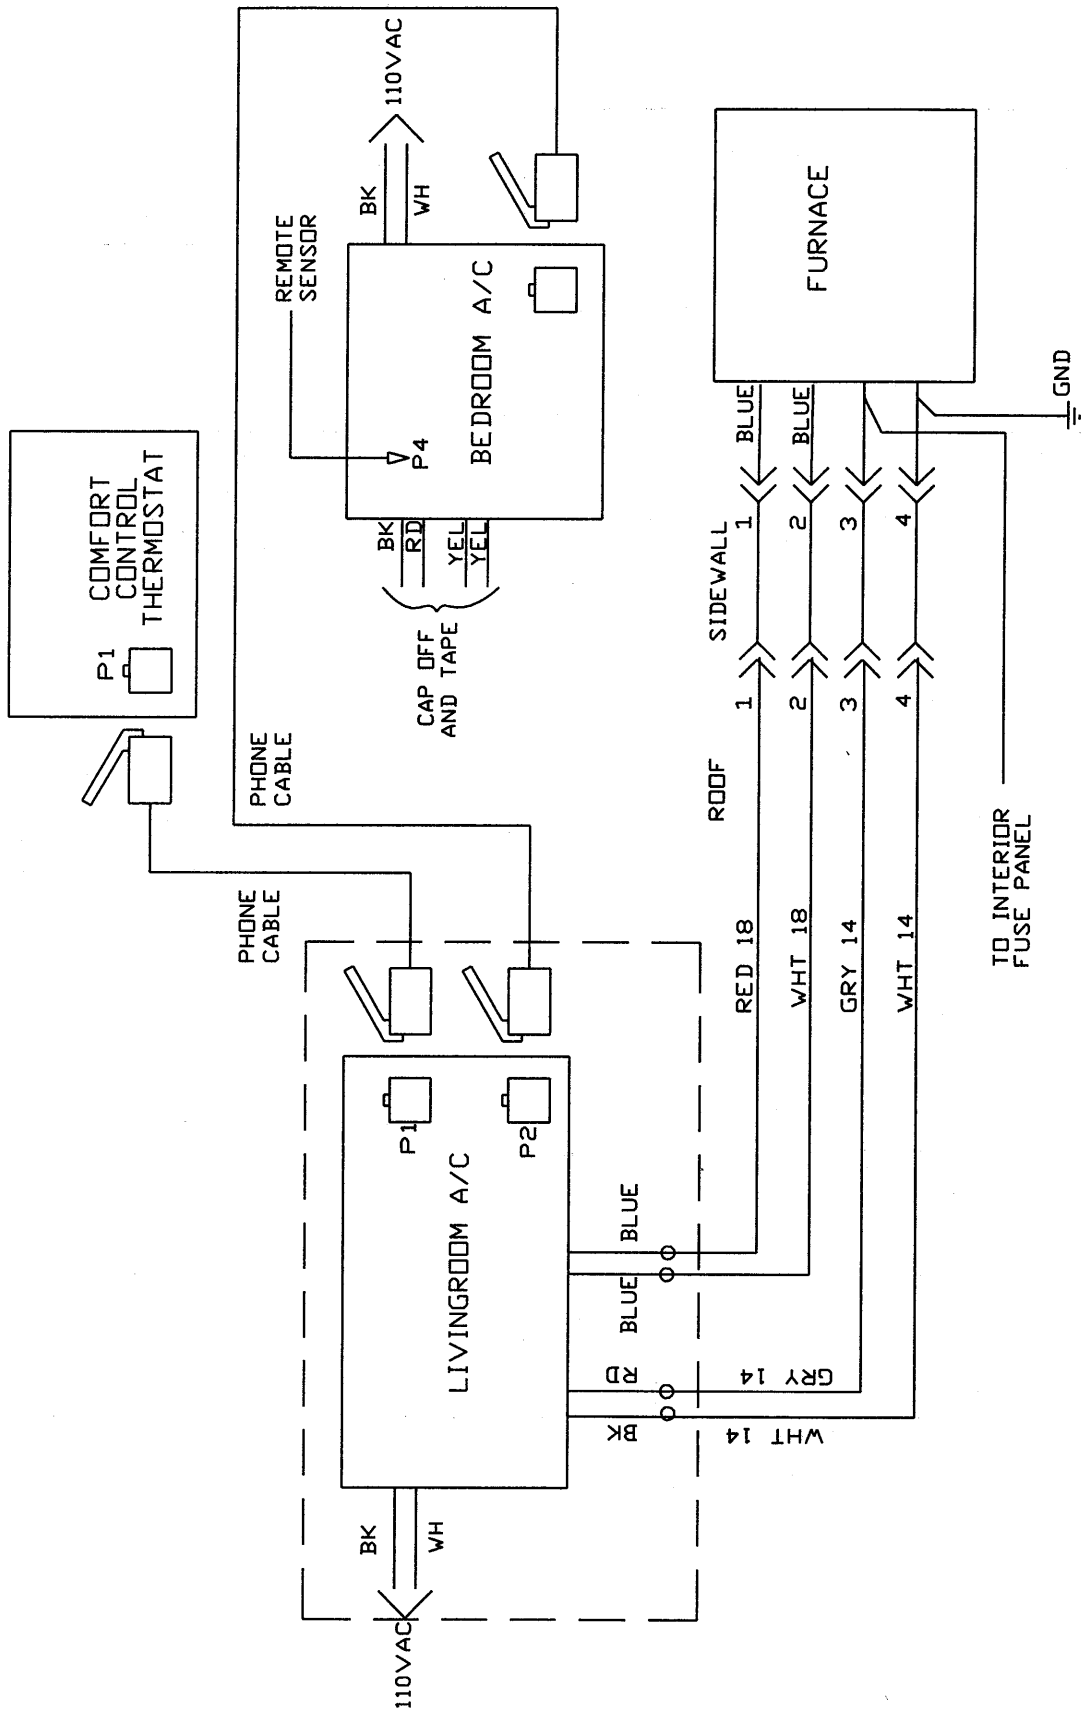 COMFORT
CONTROL
THERMOSTAT
P1
PHONE
CABLE
PHONE
CABLE
REMOTE
SENSOR
P4
BEDROOM A/C
BK
WH
110VAC
BK
RD
YEL
YEL
CAP OFF
AND TAPE
LIVINGROOM A/C
P1
P2
BK
WH
110VAC
BLUE
BLUE
RD
BK
GRY 14
WHT 14
RED 18
WHT 18
GRY 14
WHT 14
ROOF
SIDEWALL
1
2
3
4
1
2
3
4
BLUE
BLUE
FURNACE
GND
TO INTERIOR
FUSE PANEL